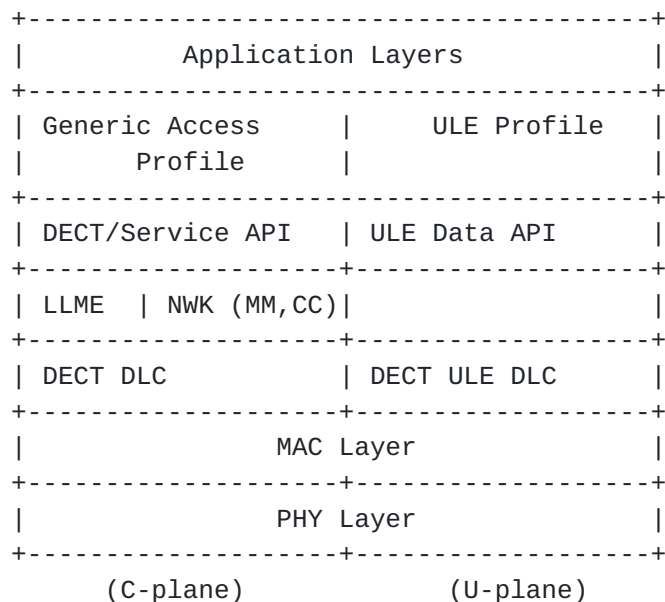 +----------------------------------------+
|           Application Layers           |
+----------------------------------------+
| Generic Access     |     ULE Profile   |
|       Profile      |                   |
+----------------------------------------+
| DECT/Service API   | ULE Data API      |
+--------------------+-------------------+
| LLME  | NWK (MM,CC)|                   |
+--------------------+-------------------+
| DECT DLC           | DECT ULE DLC      |
+--------------------+-------------------+
|                MAC Layer               |
+--------------------+-------------------+
|                PHY Layer               |
+--------------------+-------------------+
      (C-plane)             (U-plane)